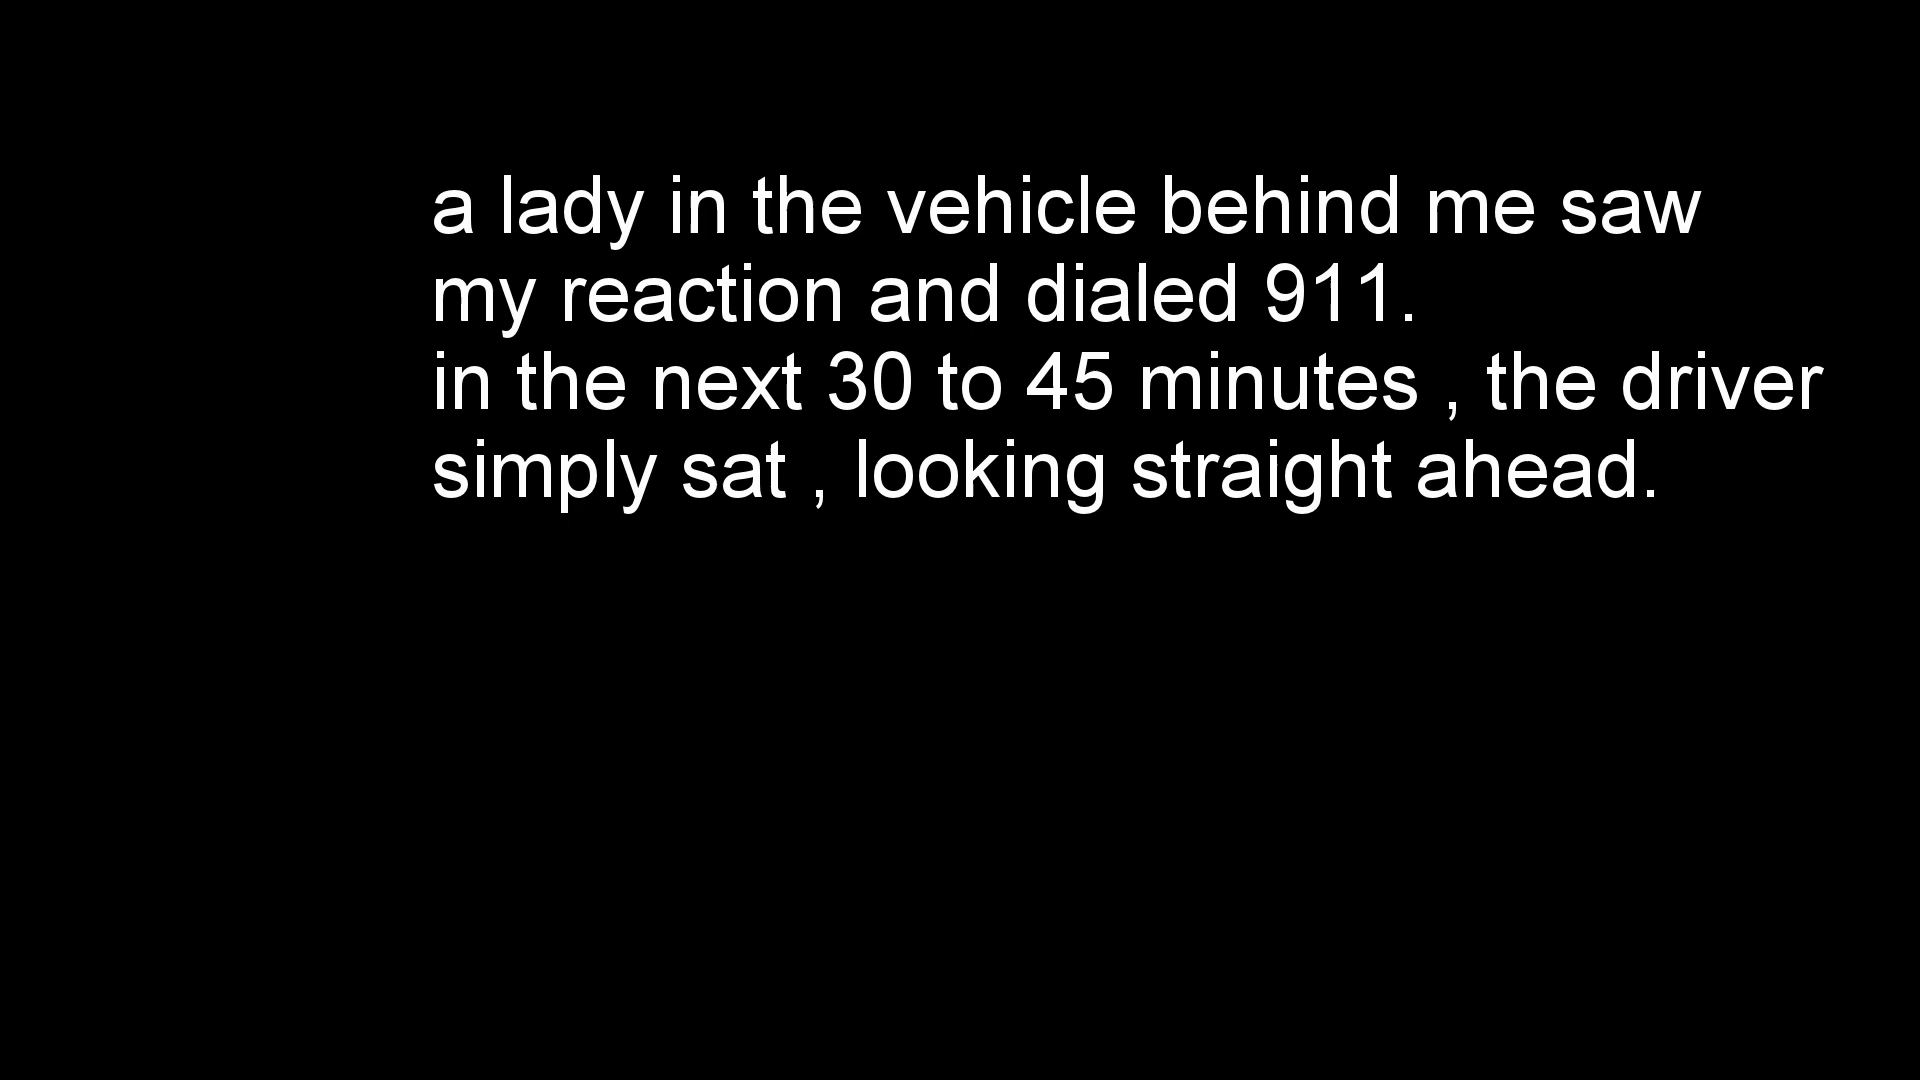 a lady in the vehicle behind me saw
my reaction and dialed 911.
in the next 30 to 45 minutes , the driver
simply sat , looking straight ahead.